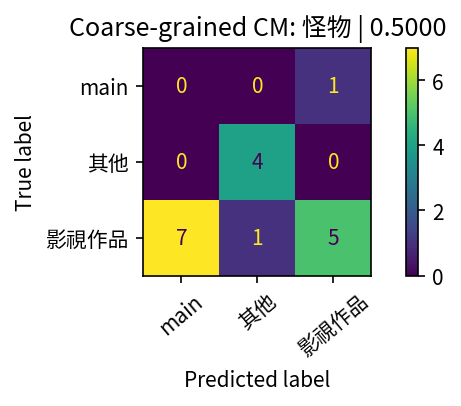 Coarse-grained CM: 怪物 | 0.5000
True label
main 0 0 1
其他 0 4 0
影視作品 7 1 5
main 其他 影視作品
Predicted label
6
4
2
0